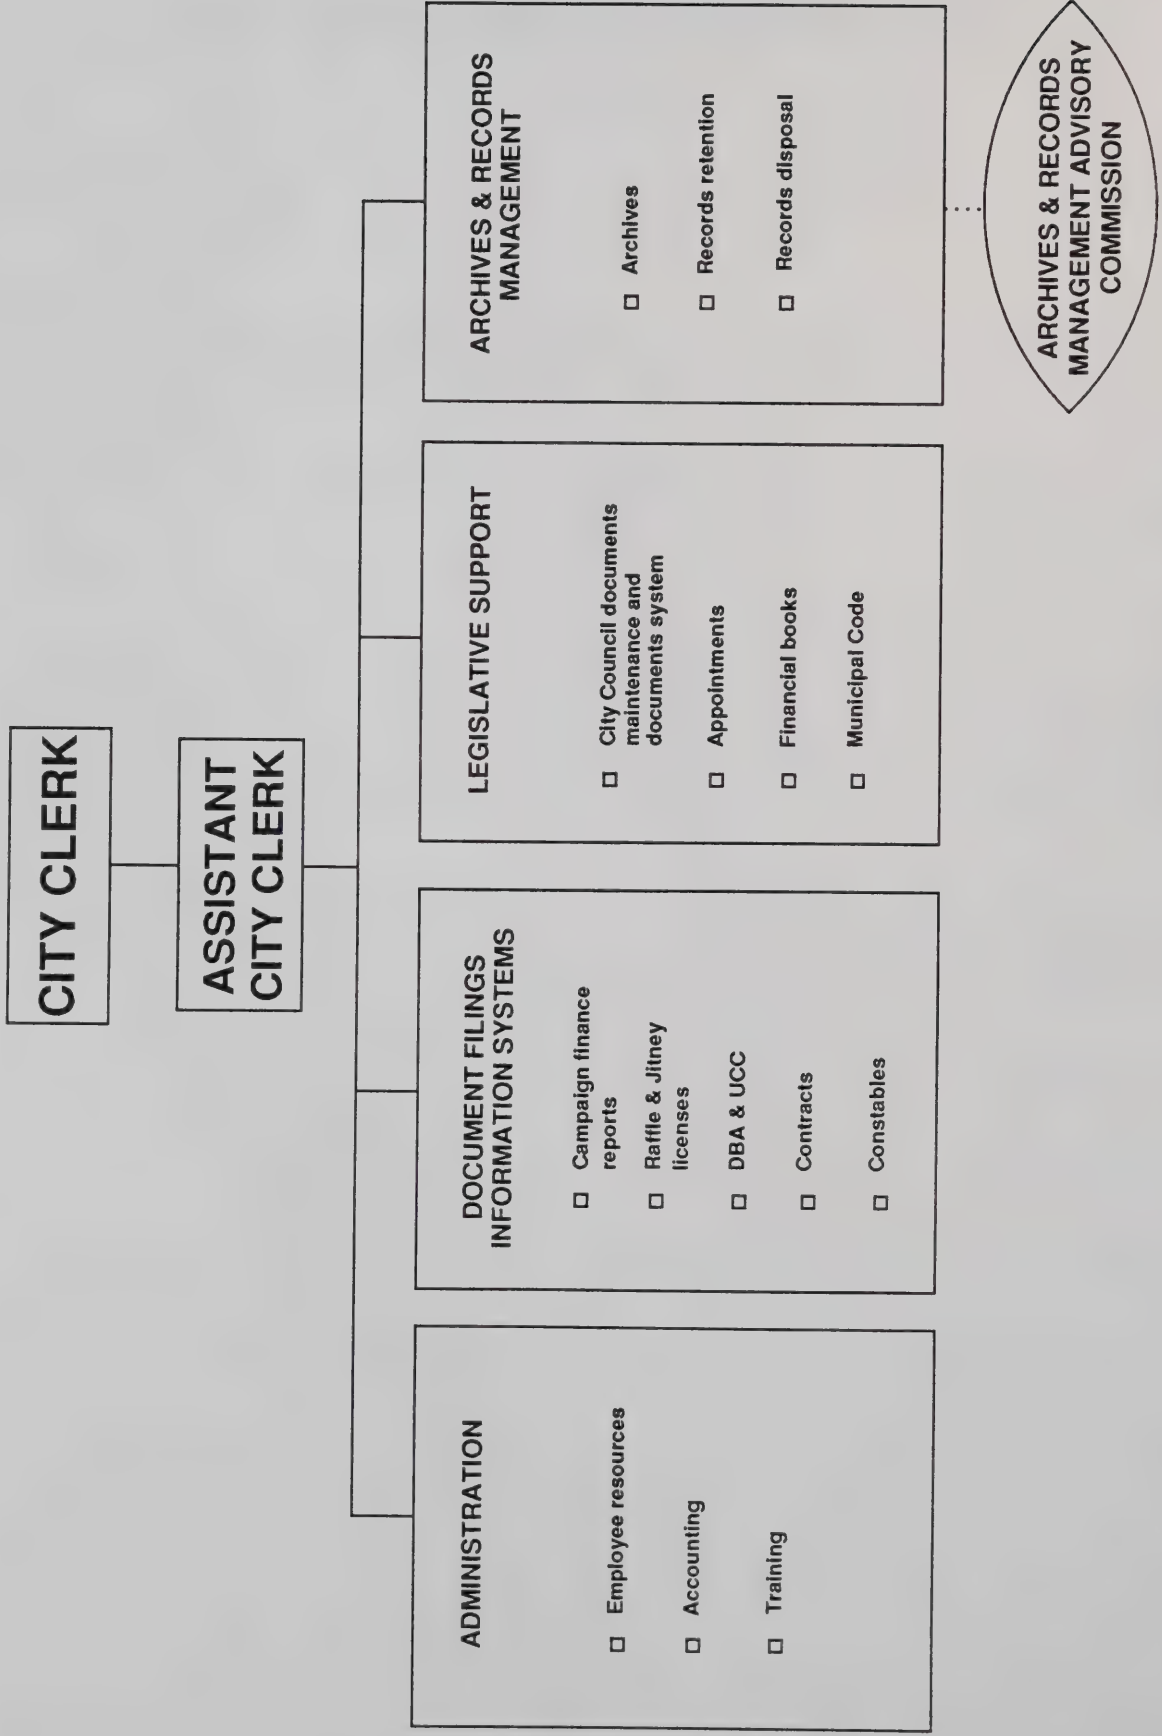 CITY CLERK
ASSISTANT
CITY CLERK
ADMINISTRATION
☐ Employee resources
☐ Accounting
☐ Training
DOCUMENT FILINGS
INFORMATION SYSTEMS
☐ Campaign finance
reports
☐ Raffle & Jitney
licenses
☐ DBA & UCC
☐ Contracts
☐ Constables
LEGISLATIVE SUPPORT
☐ City Council documents
maintenance and
documents system
☐ Appointments
☐ Financial books
☐ Municipal Code
ARCHIVES & RECORDS
MANAGEMENT
☐ Archives
☐ Records retention
☐ Records disposal
ARCHIVES & RECORDS
MANAGEMENT ADVISORY
COMMISSION